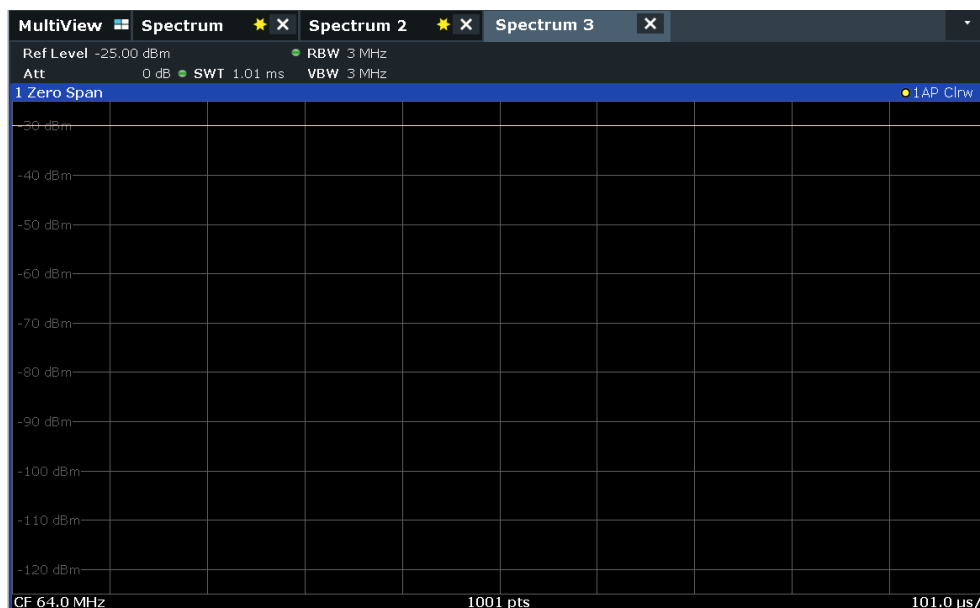 MultiView Spectrum Spectrum 2 Spectrum 3
Ref Level -25.00 dBm RBW 3 MHz
Att 0 dB SWT 1.01 ms VBW 3 MHz
1 Zero Span 1AP Clrw
-30 dBm
-40 dBm
-50 dBm
-60 dBm
-70 dBm
-80 dBm
-90 dBm
-100 dBm
-110 dBm
-120 dBm
CF 64.0 MHz 1001 pts 101.0 µs/